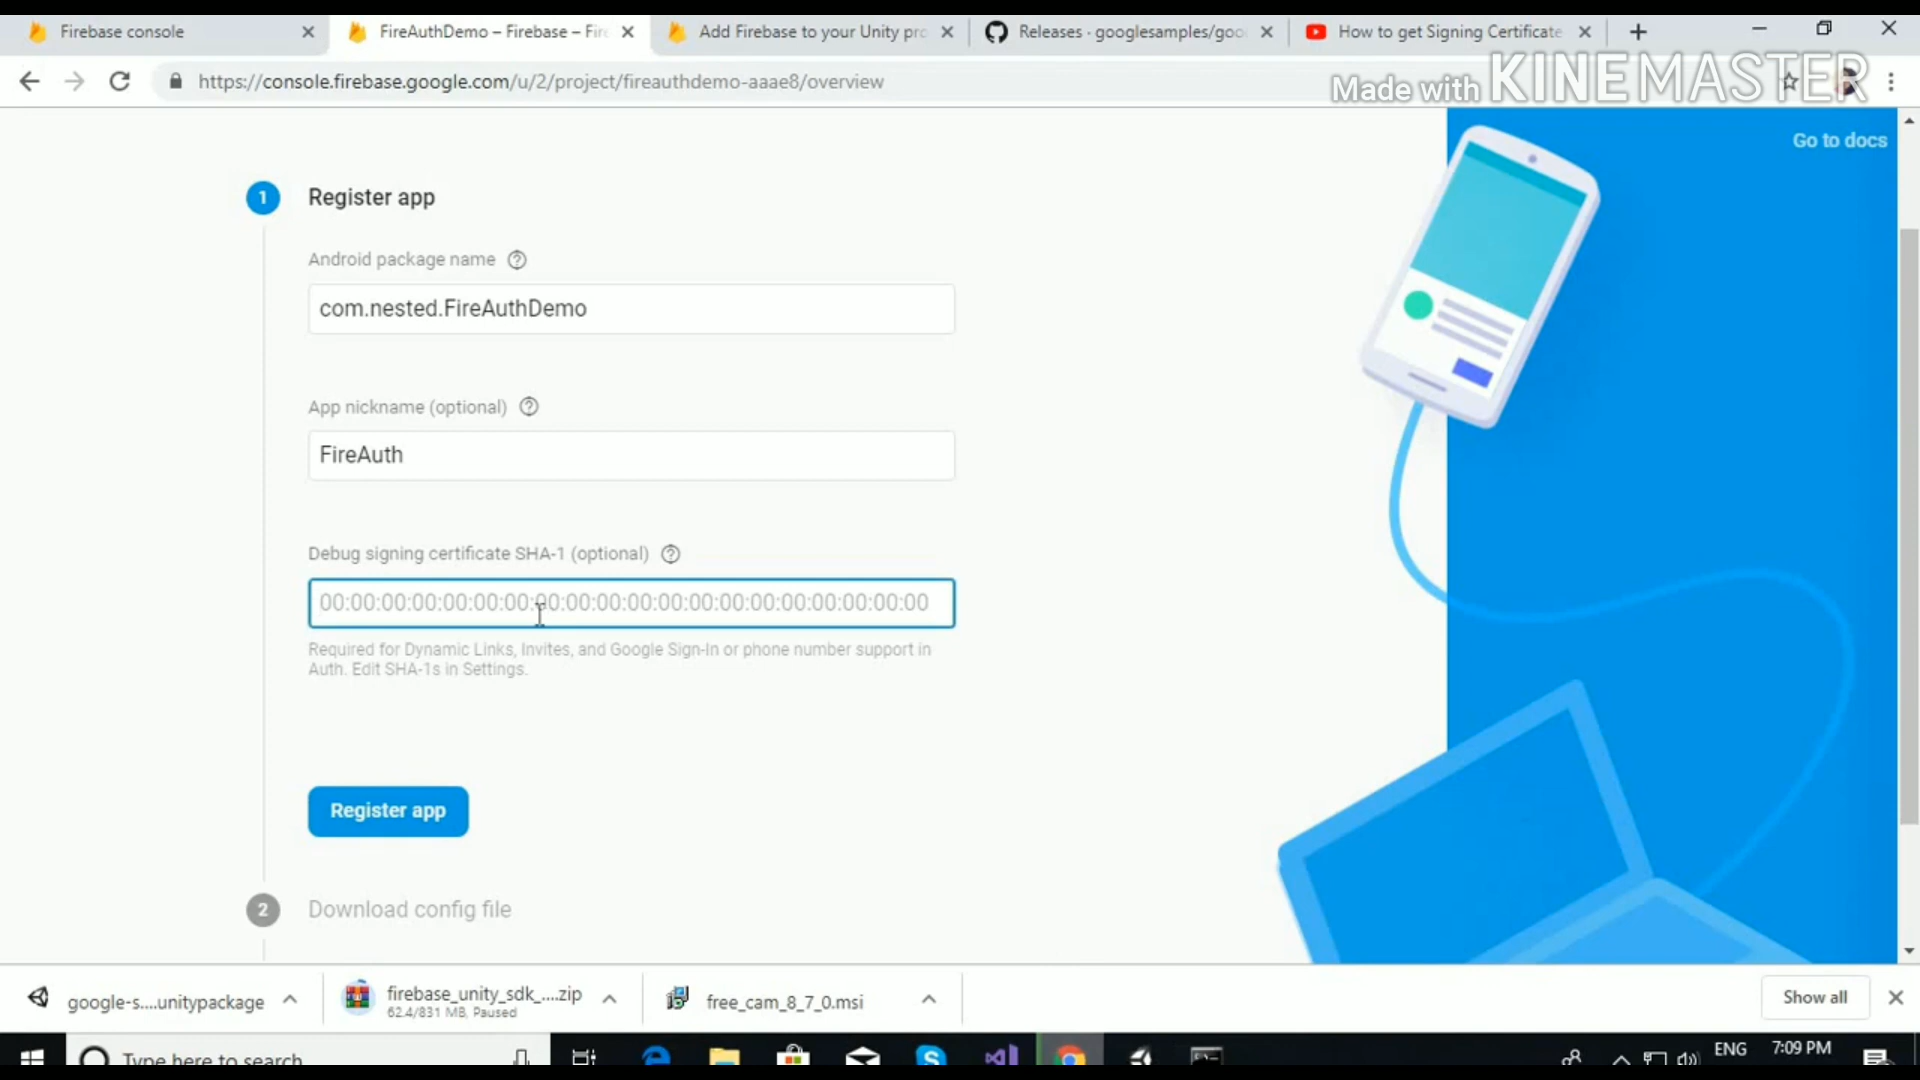 Firebase console
FireAuthDemo – Firebase – Fire
Add Firebase to your Unity pro
Releases · googlesamples/goo
How to get Signing Certificate
https://console.firebase.google.com/u/2/project/fireauthdemo-aaae8/overview
Made with KINEMASTER
Go to docs
1 Register app
Android package name
com.nested.FireAuthDemo
App nickname (optional)
FireAuth
Debug signing certificate SHA-1 (optional)
00:00:00:00:00:00:00:00:00:00:00:00:00:00:00:00:00:00:00:00
Required for Dynamic Links, Invites, and Google Sign-In or phone number support in
Auth. Edit SHA-1s in Settings.
Register app
2 Download config file
google-s....unitypackage
firebase_unity_sdk_....zip
62.4/831 MB, Paused
free_cam_8_7_0.msi
Show all
Type here to search
ENG
7:09 PM